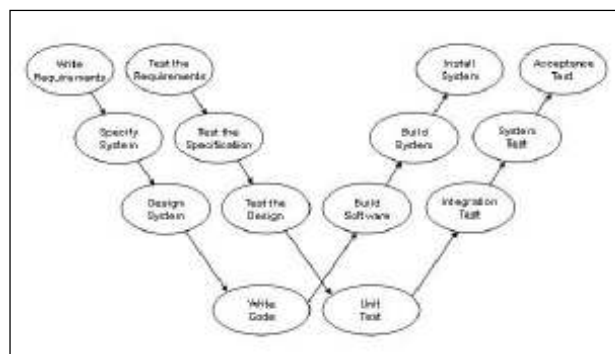 Write
Requirements
Test the
Requirements
Install
System
Acceptance
Test
Specify
System
Test the
Specification
Build
System
System
Test
Design
System
Test the
Design
Build
Software
Integration
Test
Write
Code
Unit
Test